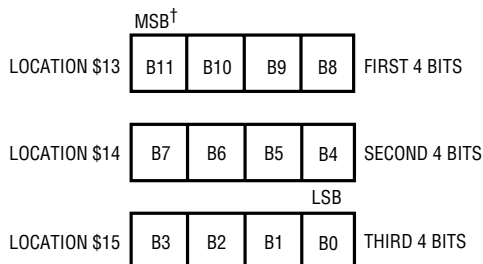 MSB†
LOCATION $13 B11 B10 B9 B8 FIRST 4 BITS
LOCATION $14 B7 B6 B5 B4 SECOND 4 BITS
LSB
LOCATION $15 B3 B2 B1 B0 THIRD 4 BITS